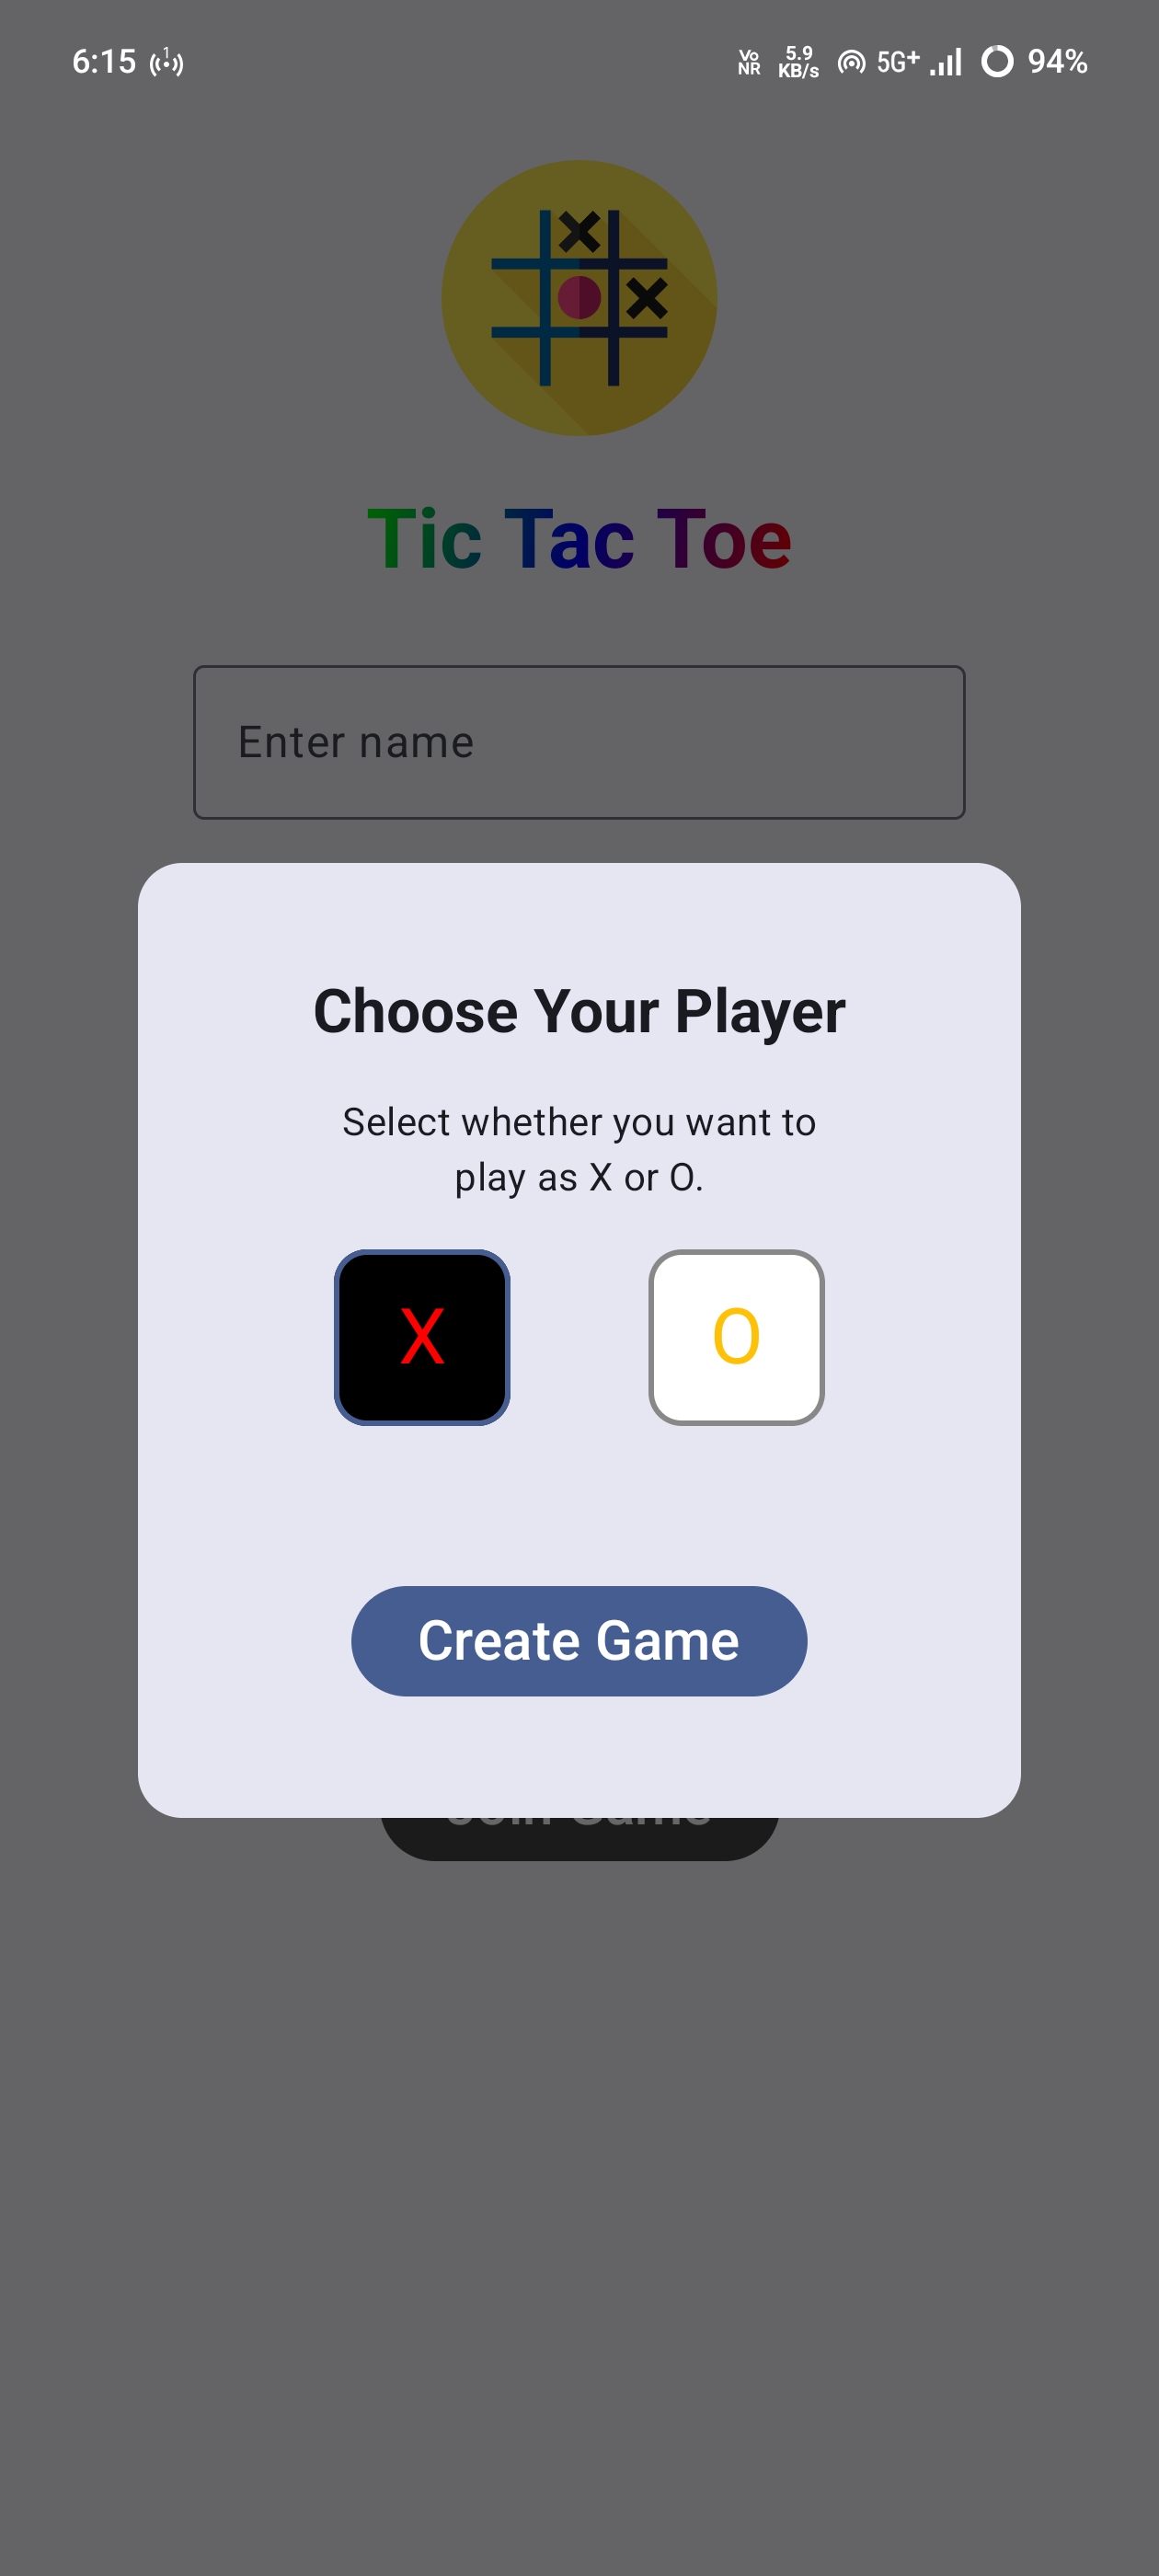 6:15
Vo NR 5.9 KB/s 5G+ 94%
Tic Tac Toe
Enter name
Choose Your Player
Select whether you want to
play as X or O.
X O
Create Game